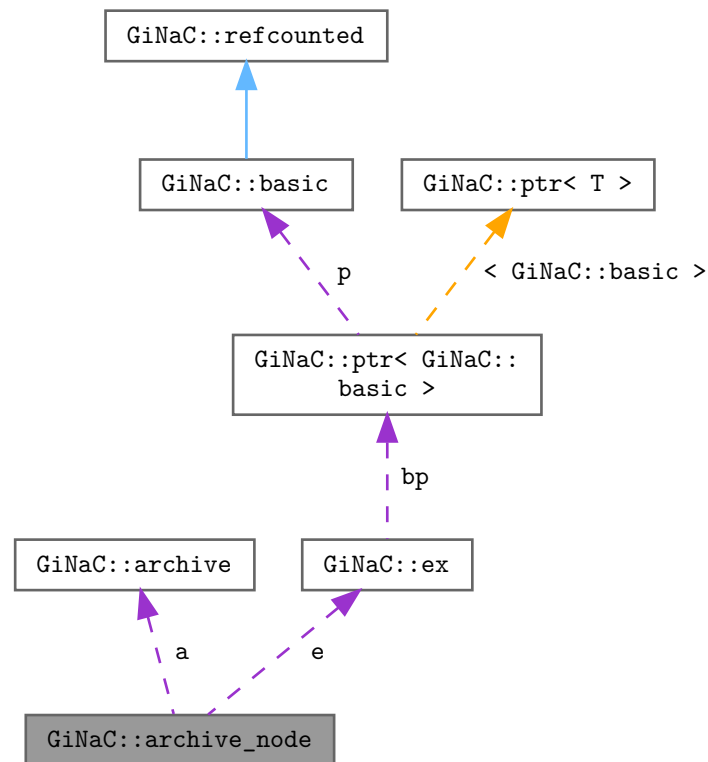 GiNaC::refcounted
GiNaC::basic
GiNaC::ptr< T >
p
< GiNaC::basic >
GiNaC::ptr< GiNaC::
basic >
bp
GiNaC::archive
GiNaC::ex
a
e
GiNaC::archive_node